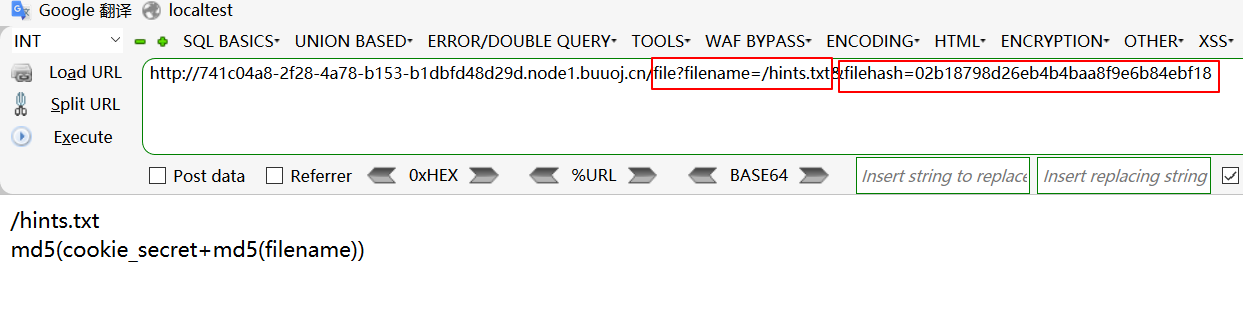 Google 翻译 localtest
INT SQL BASICS UNION BASED ERROR/DOUBLE QUERY TOOLS WAF BYPASS ENCODING HTML ENCRYPTION OTHER XSS
Load URL http://741c04a8-2f28-4a78-b153-b1dbfd48d29d.node1.buuoj.cn/file?filename=/hints.txt&filehash=02b18798d26eb4b4baa8f9e6b84ebf18
Split URL
Execute
Post data Referrer 0xHEX %URL BASE64 Insert string to replace Insert replacing string
/hints.txt
md5(cookie_secret+md5(filename))